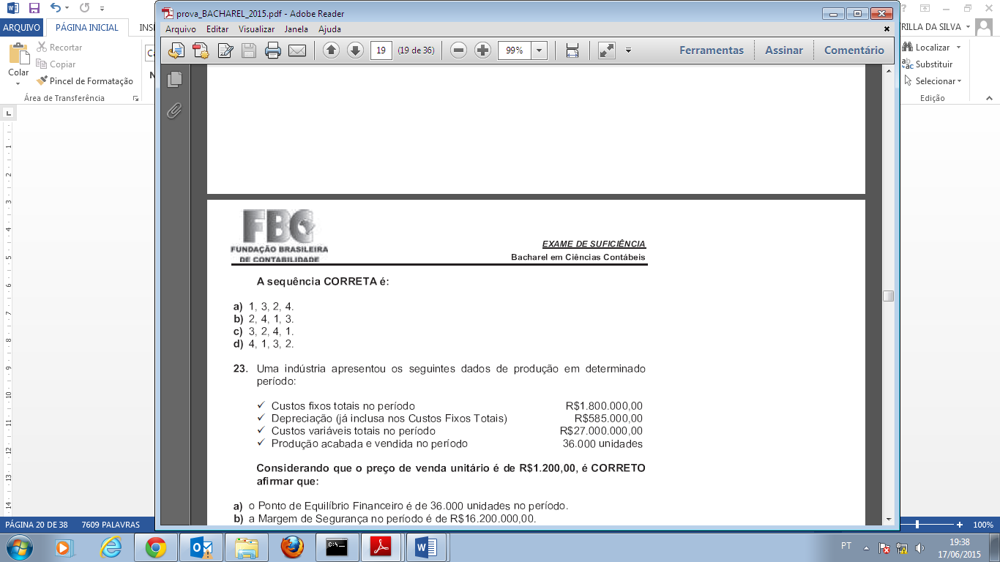 prova_BACHAREL_2015.pdf - Adobe Reader
ARQUIVO PÁGINA INICIAL INS RILLA DA SILVA
Arquivo Editar Visualizar Janela Ajuda
Recortar
Copiar
Pincel de Formatação
Colar
Área de Transferência
19 (19 de 36) 99% Ferramentas Assinar Comentário
Localizar
Substituir
Selecionar
Edição
FBC
FUNDAÇÃO BRASILEIRA
DE CONTABILIDADE
EXAME DE SUFICIÊNCIA
Bacharel em Ciências Contábeis
A sequência CORRETA é:
a) 1, 3, 2, 4.
b) 2, 4, 1, 3.
c) 3, 2, 4, 1.
d) 4, 1, 3, 2.
23. Uma indústria apresentou os seguintes dados de produção em determinado
período:
✓ Custos fixos totais no período R$1.800.000,00
✓ Depreciação (já inclusa nos Custos Fixos Totais) R$585.000,00
✓ Custos variáveis totais no período R$27.000.000,00
✓ Produção acabada e vendida no período 36.000 unidades
Considerando que o preço de venda unitário é de R$1.200,00, é CORRETO
afirmar que:
a) o Ponto de Equilíbrio Financeiro é de 36.000 unidades no período.
b) a Margem de Segurança no período é de R$16.200.000,00.
PÁGINA 20 DE 38 7609 PALAVRAS 100%
PT 19:38
17/06/2015